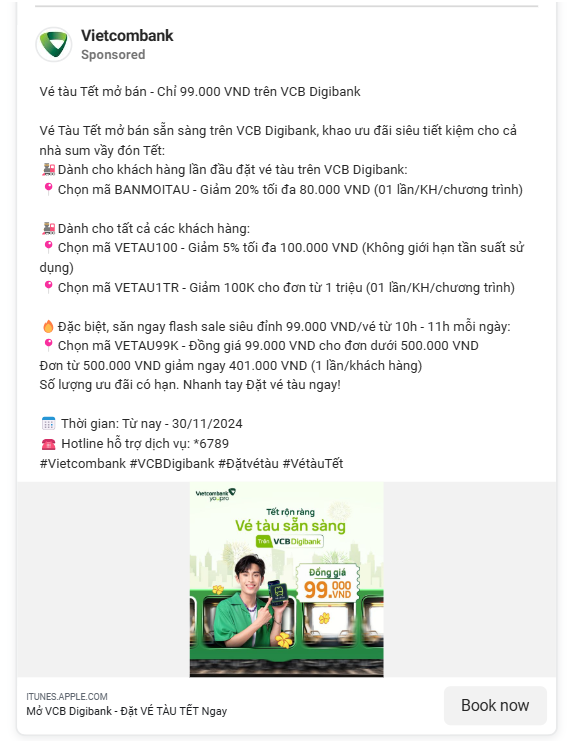 Vietcombank
Sponsored
Vé tàu Tết mở bán - Chỉ 99.000 VND trên VCB Digibank
Vé Tàu Tết mở bán sẵn sàng trên VCB Digibank, khao ưu đãi siêu tiết kiệm cho cả
nhà sum vầy đón Tết:
🚂Dành cho khách hàng lần đầu đặt vé tàu trên VCB Digibank:
📍Chọn mã BANMOITAU - Giảm 20% tối đa 80.000 VND (01 lần/KH/chương trình)
🚂Dành cho tất cả các khách hàng:
📍Chọn mã VETAU100 - Giảm 5% tối đa 100.000 VND (Không giới hạn tần suất sử
dụng)
📍Chọn mã VETAU1TR - Giảm 100K cho đơn từ 1 triệu (01 lần/KH/chương trình)
🔥Đặc biệt, săn ngay flash sale siêu đỉnh 99.000 VND/vé từ 10h - 11h mỗi ngày:
📍Chọn mã VETAU99K - Đồng giá 99.000 VND cho đơn dưới 500.000 VND
Đơn từ 500.000 VND giảm ngay 401.000 VND (1 lần/khách hàng)
Số lượng ưu đãi có hạn. Nhanh tay Đặt vé tàu ngay!
📅 Thời gian: Từ nay - 30/11/2024
☎️ Hotline hỗ trợ dịch vụ: *6789
#Vietcombank #VCBDigibank #Đặtvétàu #VétàuTết
Vietcombank
Tết rộn ràng
Vé tàu sẵn sàng
Trên VCBDigibank
Đồng giá
99.000 VND
ITUNES.APPLE.COM
Mở VCB Digibank - Đặt VÉ TÀU TẾT Ngay
Book now